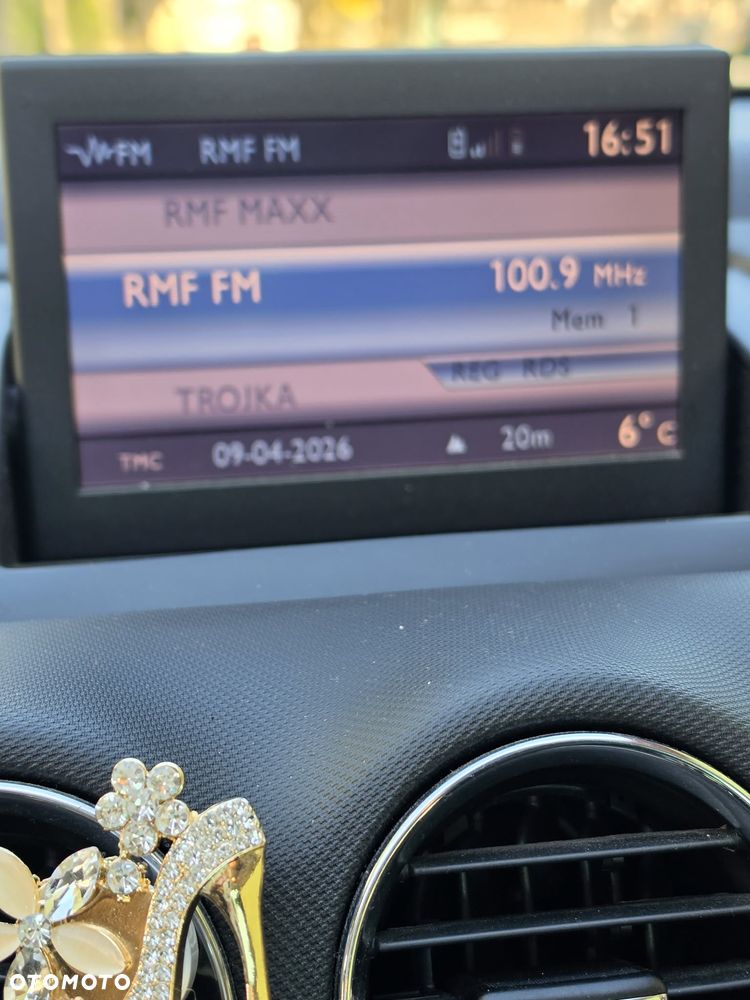 FM RMF FM 16:51
RMF MAXX
RMF FM 100.9 MHz
Mem 1
REG RDS
TROJKA
TMC 09-04-2026 20m 6° C
OTOMOTO